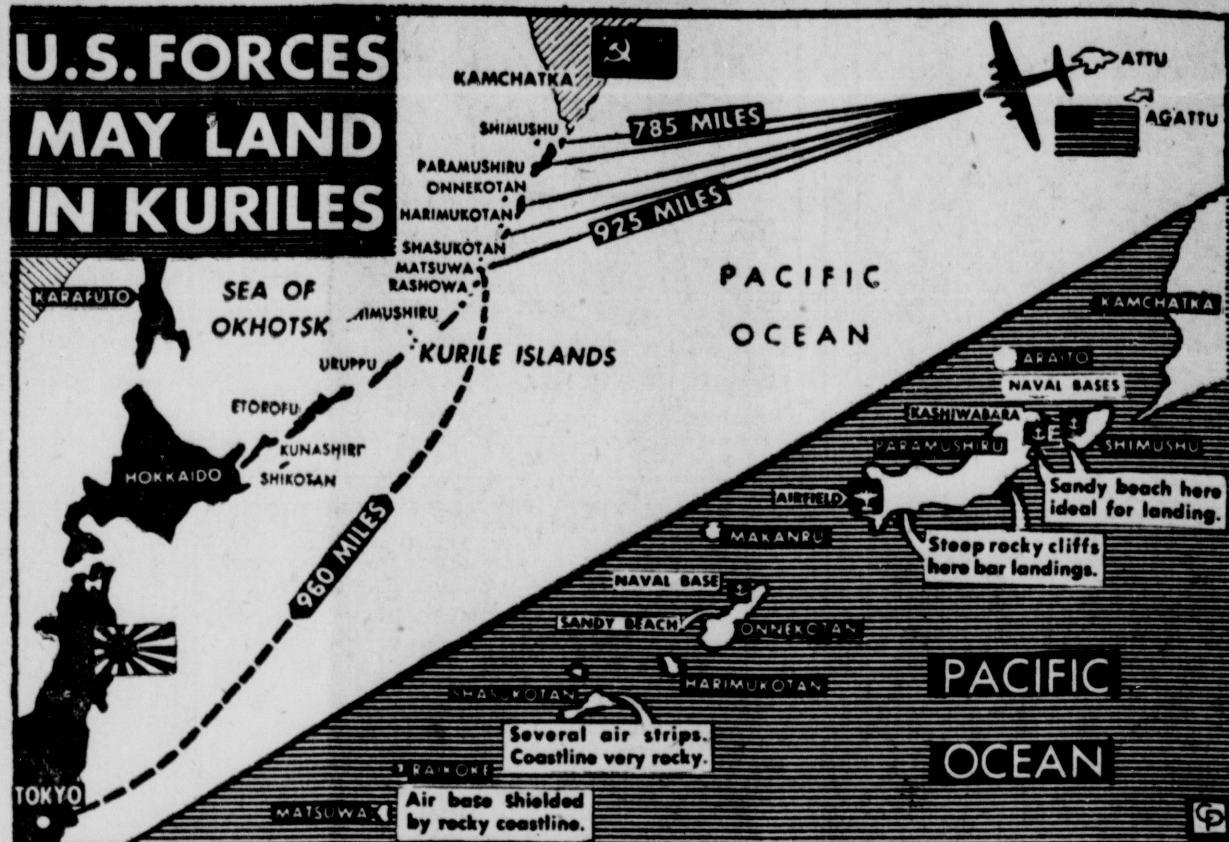 U.S. FORCES
MAY LAND
IN KURILES
KAMCHATKA
ATTU
AGATTU
SHIMUSHU
785 MILES
PARAMUSHIRU
ONNEKOTAN
HARIMUKOTAN
925 MILES
SHASUKOTAN
MATSUWA
RASHOWA
KARAFUTO
SEA OF
OKHOTSK
IMUSHIRU
KURILE ISLANDS
URUPPU
ETOROFU
KUNASHIRI
SHIKOTAN
HOKKAIDO
960 MILES
TOKYO
PACIFIC
OCEAN
KAMCHATKA
ARAITO
NAVAL BASES
KASHIWABARA
PARAMUSHIRU
SHIMUSHU
AIRFIELD
Sandy beach here
ideal for landing.
Steep rocky cliffs
here bar landings.
MAKANRU
NAVAL BASE
SANDY BEACH
ONNEKOTAN
HARIMUKOTAN
SHASUKOTAN
Several air strips.
Coastline very rocky.
RAIKOKE
MATSUWA
Air base shielded
by rocky coastline.
PACIFIC
OCEAN
CP